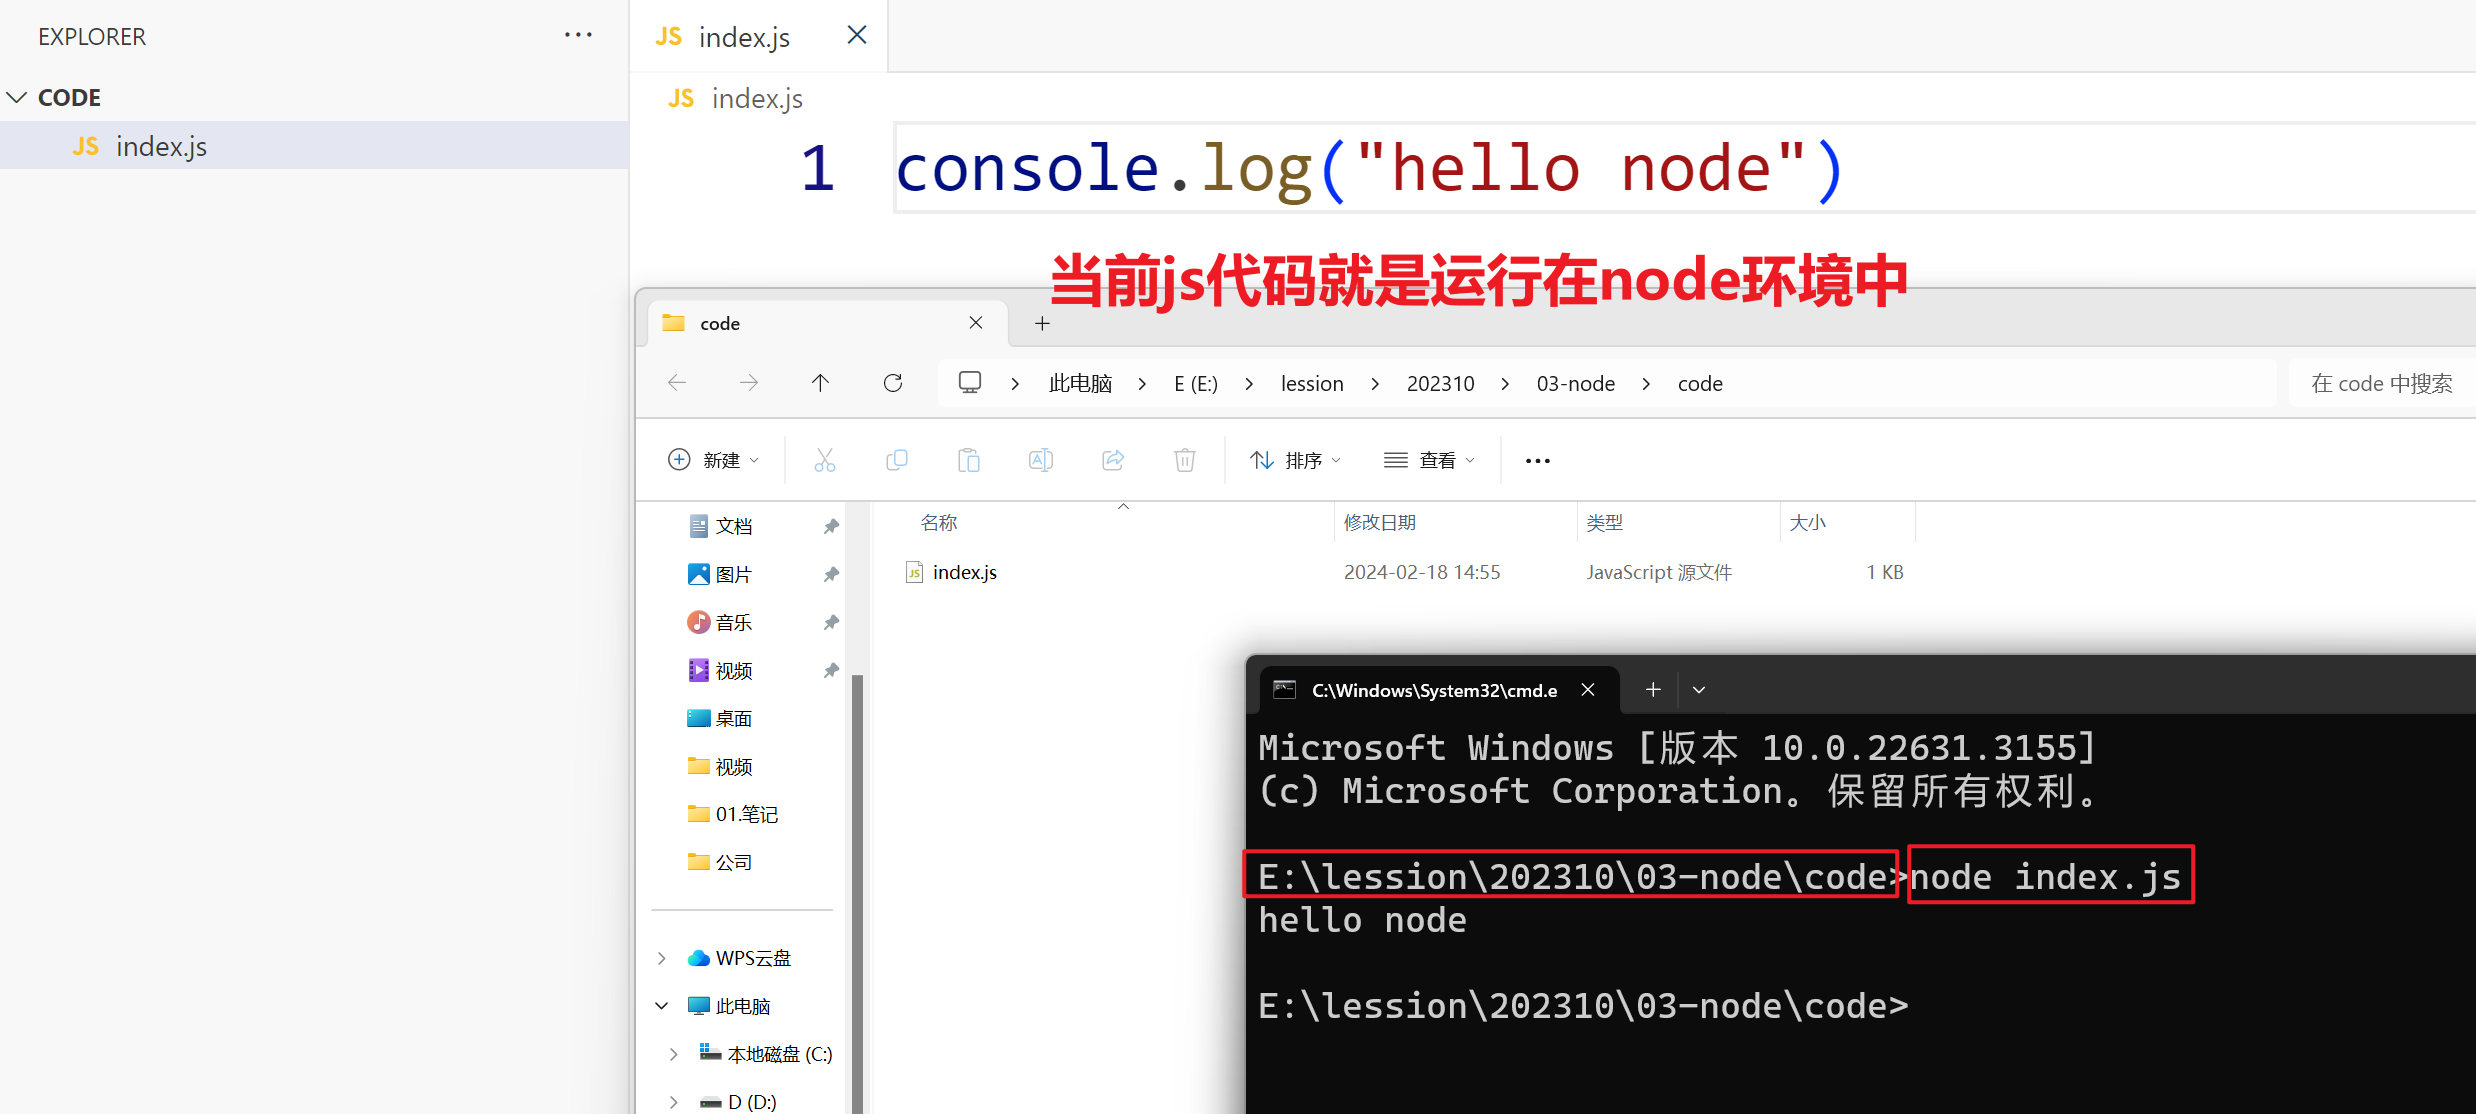 EXPLORER
CODE
JS index.js
JS index.js
JS index.js
1 console.log("hello node")
当前js代码就是运行在node环境中
code
此电脑 > E (E:) > lession > 202310 > 03-node > code
在 code 中搜索
新建
排序
查看
名称 修改日期 类型 大小
index.js 2024-02-18 14:55 JavaScript 源文件 1 KB
文档
图片
音乐
视频
桌面
视频
01.笔记
公司
WPS云盘
此电脑
本地磁盘 (C:)
D (D:)
C:\Windows\System32\cmd.e
Microsoft Windows [版本 10.0.22631.3155]
(c) Microsoft Corporation。保留所有权利。
E:\lession\202310\03-node\code>node index.js
hello node
E:\lession\202310\03-node\code>